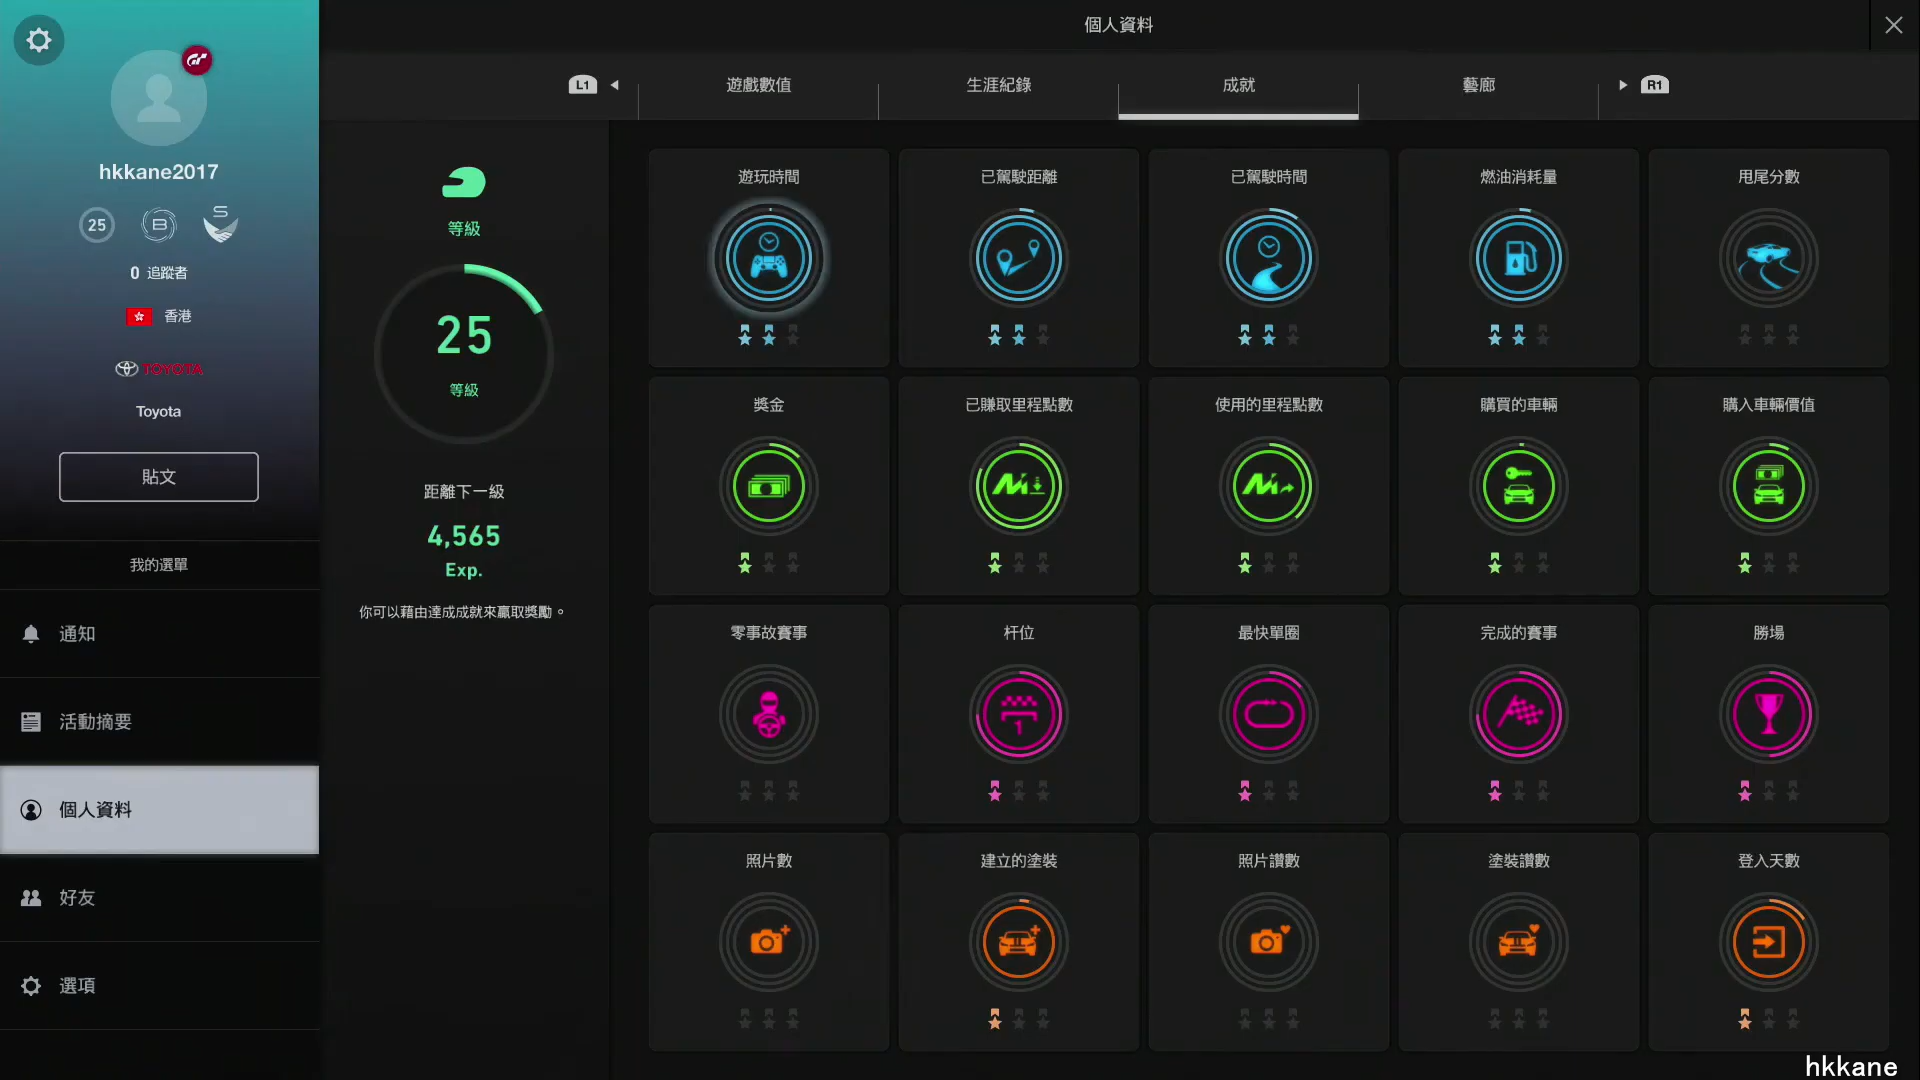 個人資料
hkkane2017
25
B
S
0 追蹤者
香港
TOYOTA
Toyota
貼文
我的選單
通知
活動摘要
個人資料
好友
選項
L1
遊戲數值
生涯紀錄
成就
藝廊
R1
等級
25
等級
距離下一級
4,565
Exp.
你可以藉由達成成就來贏取獎勵。
遊玩時間
已駕駛距離
已駕駛時間
燃油消耗量
甩尾分數
獎金
已賺取里程點數
使用的里程點數
購買的車輛
購入車輛價值
零事故賽事
杆位
最快單圈
完成的賽事
勝場
1
照片數
建立的塗裝
照片讚數
塗裝讚數
登入天數
hkkane